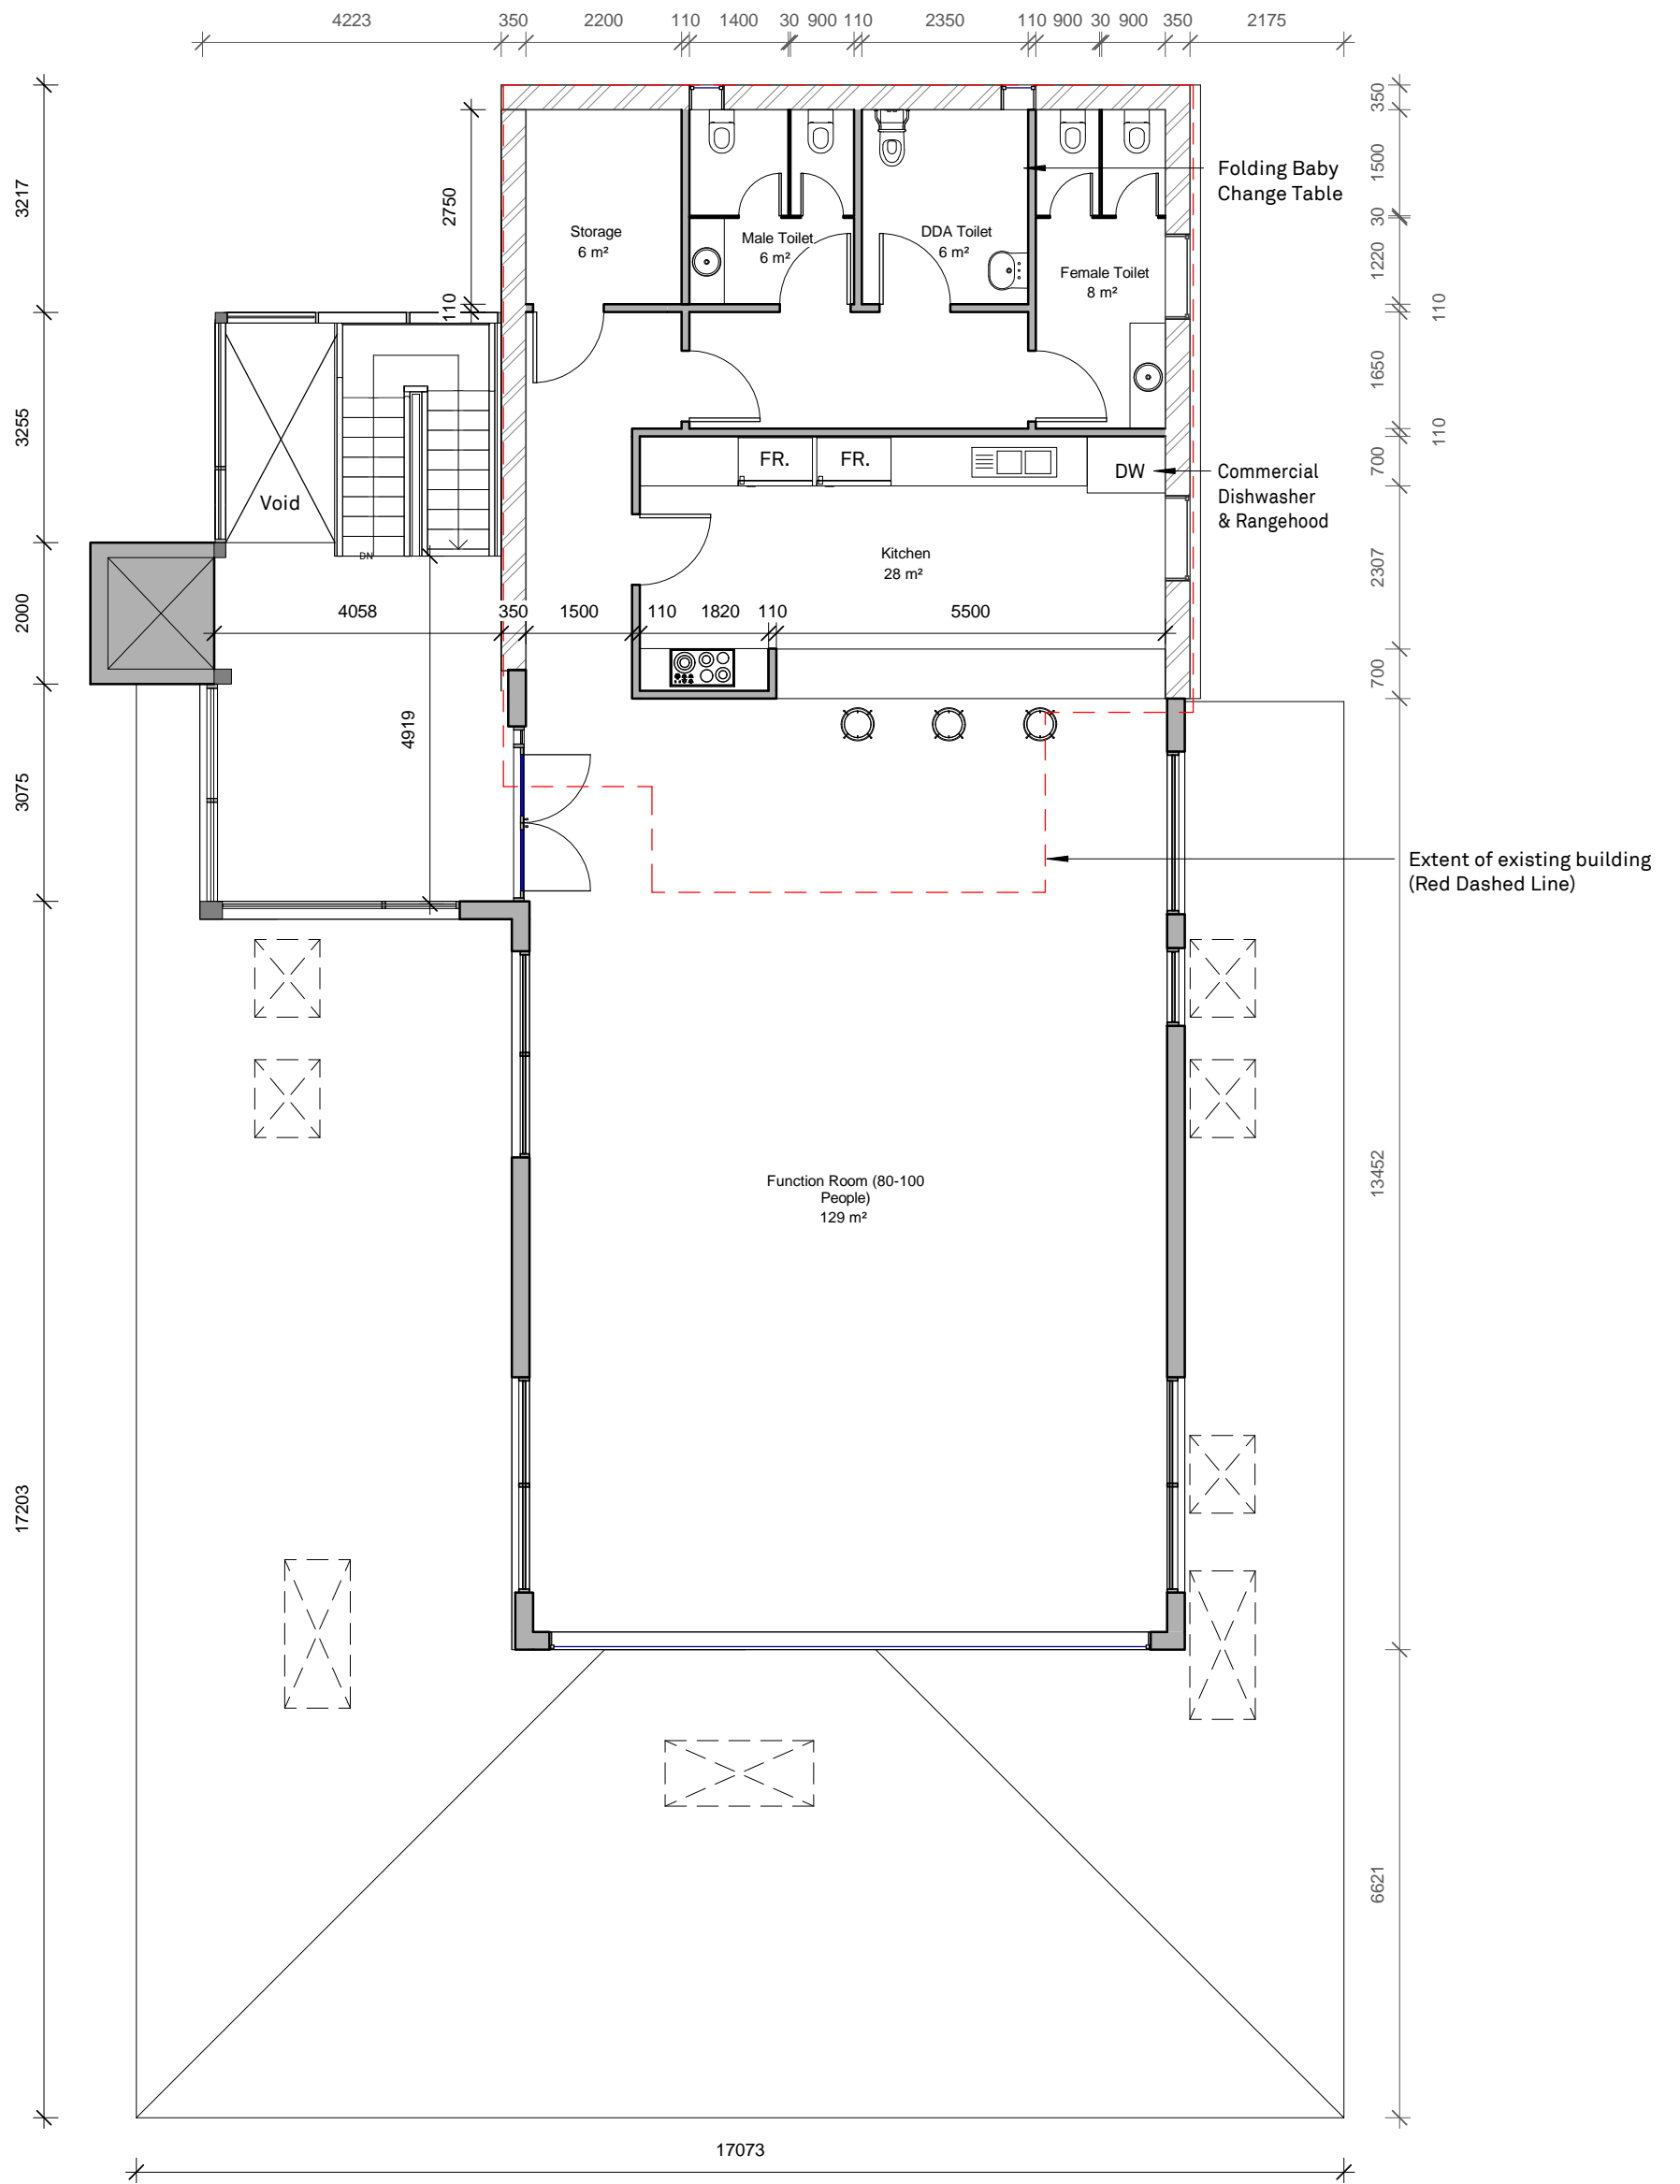 4223
350
2200
110
1400
30
900
110
2350
110
900
30
900
350
2175
3217
3255
2000
3075
17203
350
1500
30
1220
110
1650
110
700
2307
700
13452
6621
2750
110
Storage
6 m²
Male Toilet
6 m²
DDA Toilet
6 m²
Female Toilet
8 m²
Folding Baby
Change Table
FR.
FR.
DW
Commercial
Dishwasher
& Rangehood
Void
DN
Kitchen
28 m²
4058
350
1500
110
1820
110
5500
4919
Extent of existing building
(Red Dashed Line)
Function Room (80-100
People)
129 m²
17073